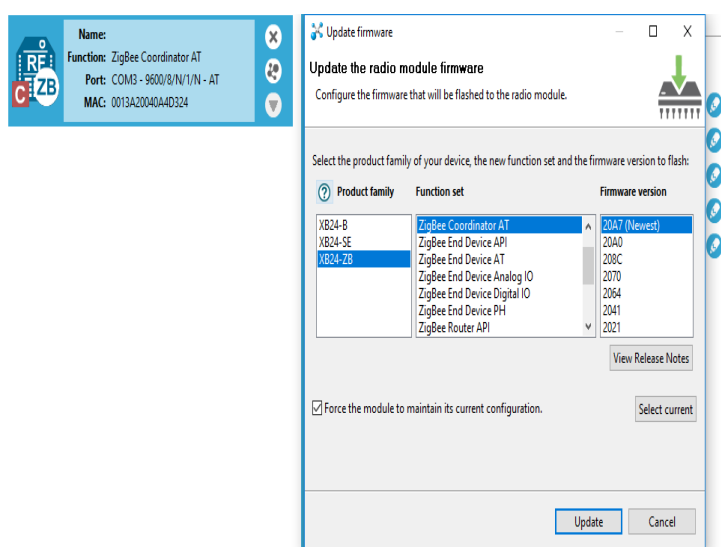 Name:
Function: ZigBee Coordinator AT
Port: COM3 - 9600/8/N/1/N - AT
MAC: 0013A20040A4D324
RF
C ZB
Update firmware
Update the radio module firmware
Configure the firmware that will be flashed to the radio module.
Select the product family of your device, the new function set and the firmware version to flash:
? Product family Function set Firmware version
XB24-B ZigBee Coordinator AT 20A7 (Newest)
XB24-SE ZigBee End Device API 20A0
XB24-ZB ZigBee End Device AT 208C
ZigBee End Device Analog IO 2070
ZigBee End Device Digital IO 2064
ZigBee End Device PH 2041
ZigBee Router API 2021
View Release Notes
Force the module to maintain its current configuration. Select current
Update Cancel